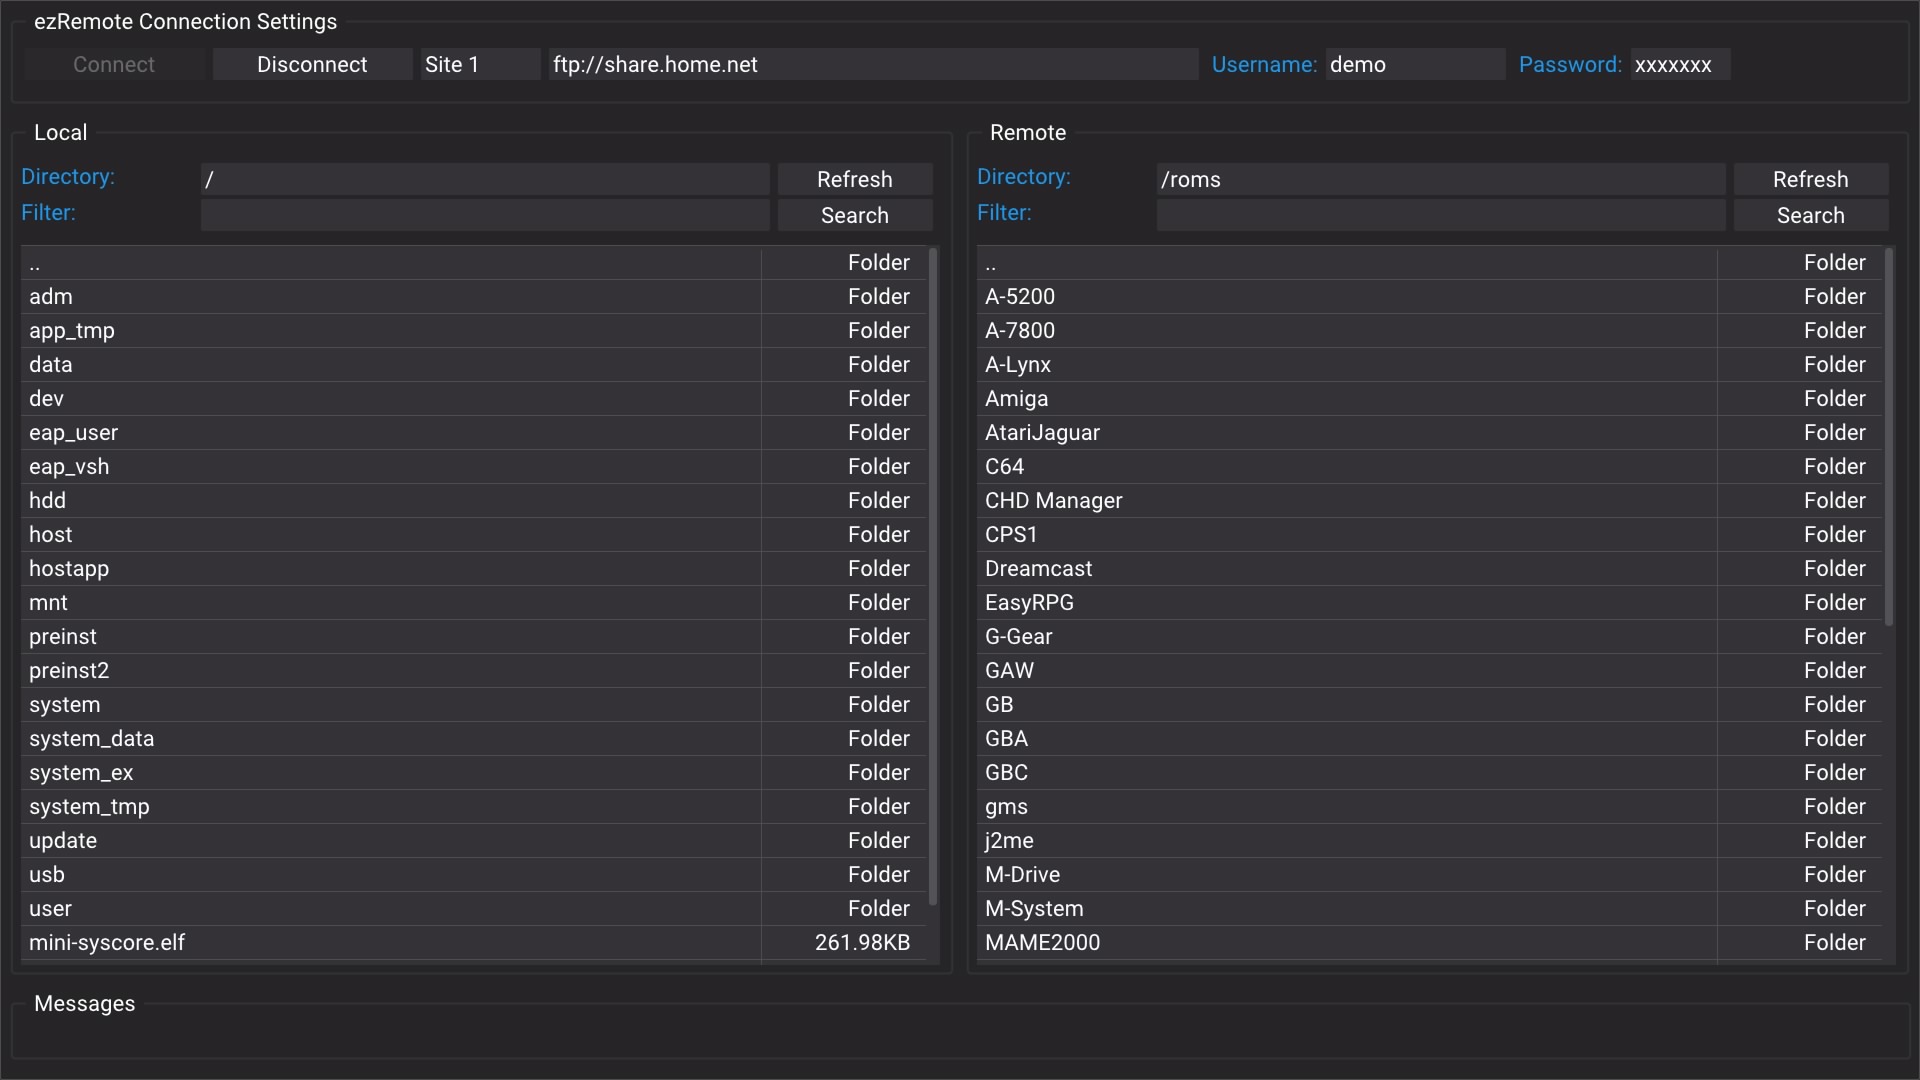 ezRemote Connection Settings
Connect Disconnect Site 1 ftp://share.home.net Username: demo Password: xxxxxxx
Local
Directory: / Refresh
Filter: Search
.. Folder
adm Folder
app_tmp Folder
data Folder
dev Folder
eap_user Folder
eap_vsh Folder
hdd Folder
host Folder
hostapp Folder
mnt Folder
preinst Folder
preinst2 Folder
system Folder
system_data Folder
system_ex Folder
system_tmp Folder
update Folder
usb Folder
user Folder
mini-syscore.elf 261.98KB
Remote
Directory: /roms Refresh
Filter: Search
.. Folder
A-5200 Folder
A-7800 Folder
A-Lynx Folder
Amiga Folder
AtariJaguar Folder
C64 Folder
CHD Manager Folder
CPS1 Folder
Dreamcast Folder
EasyRPG Folder
G-Gear Folder
GAW Folder
GB Folder
GBA Folder
GBC Folder
gms Folder
j2me Folder
M-Drive Folder
M-System Folder
MAME2000 Folder
Messages